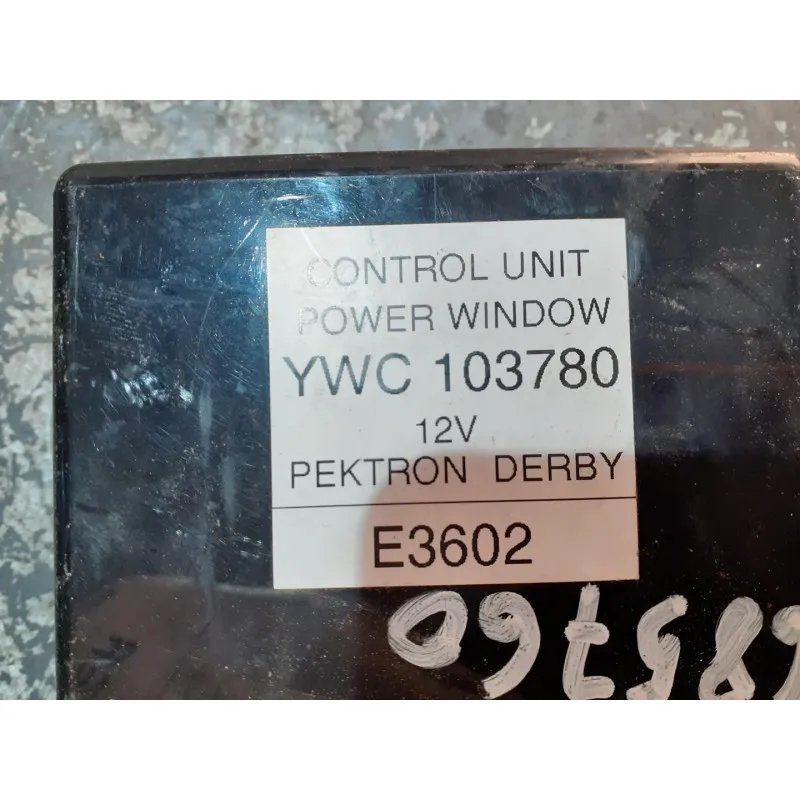 CONTROL UNIT
POWER WINDOW
YWC 103780
12V
PEKTRON DERBY
E3602